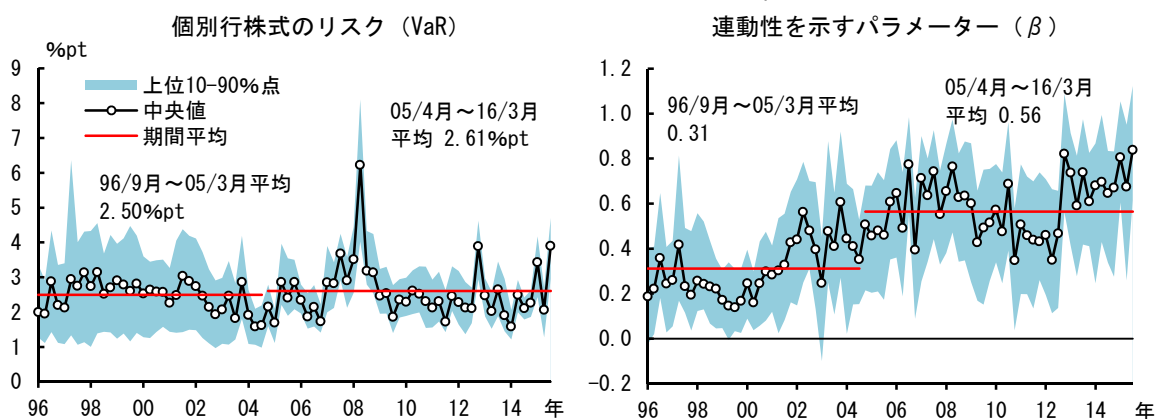 個別行株式のリスク（VaR）
%pt
9
8
7
6
5
4
3
2
1
0
上位10-90%点
中央値
期間平均
05/4月～16/3月
平均 2.61%pt
96/9月～05/3月平均
2.50%pt
96 98 00 02 04 06 08 10 12 14 年
連動性を示すパラメーター（β）
1.2
1.0
0.8
0.6
0.4
0.2
0.0
-0.2
96/9月～05/3月平均
0.31
05/4月～16/3月
平均 0.56
96 98 00 02 04 06 08 10 12 14 年